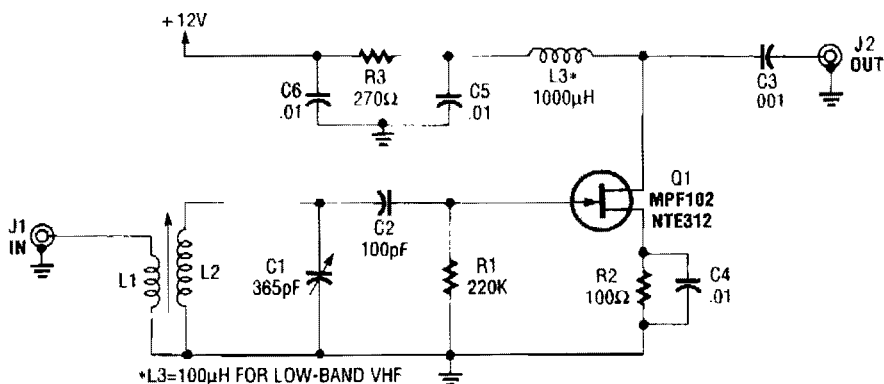 + 12V
J2
OUT
R3
270Ω
C6
.01
C5
.01
L3*
1000µH
C3
001
Q1
MPF102
NTE312
J1
IN
L1
L2
C1
365pF
C2
100pF
R1
220K
R2
100Ω
C4
.01
*L3=100µH FOR LOW-BAND VHF